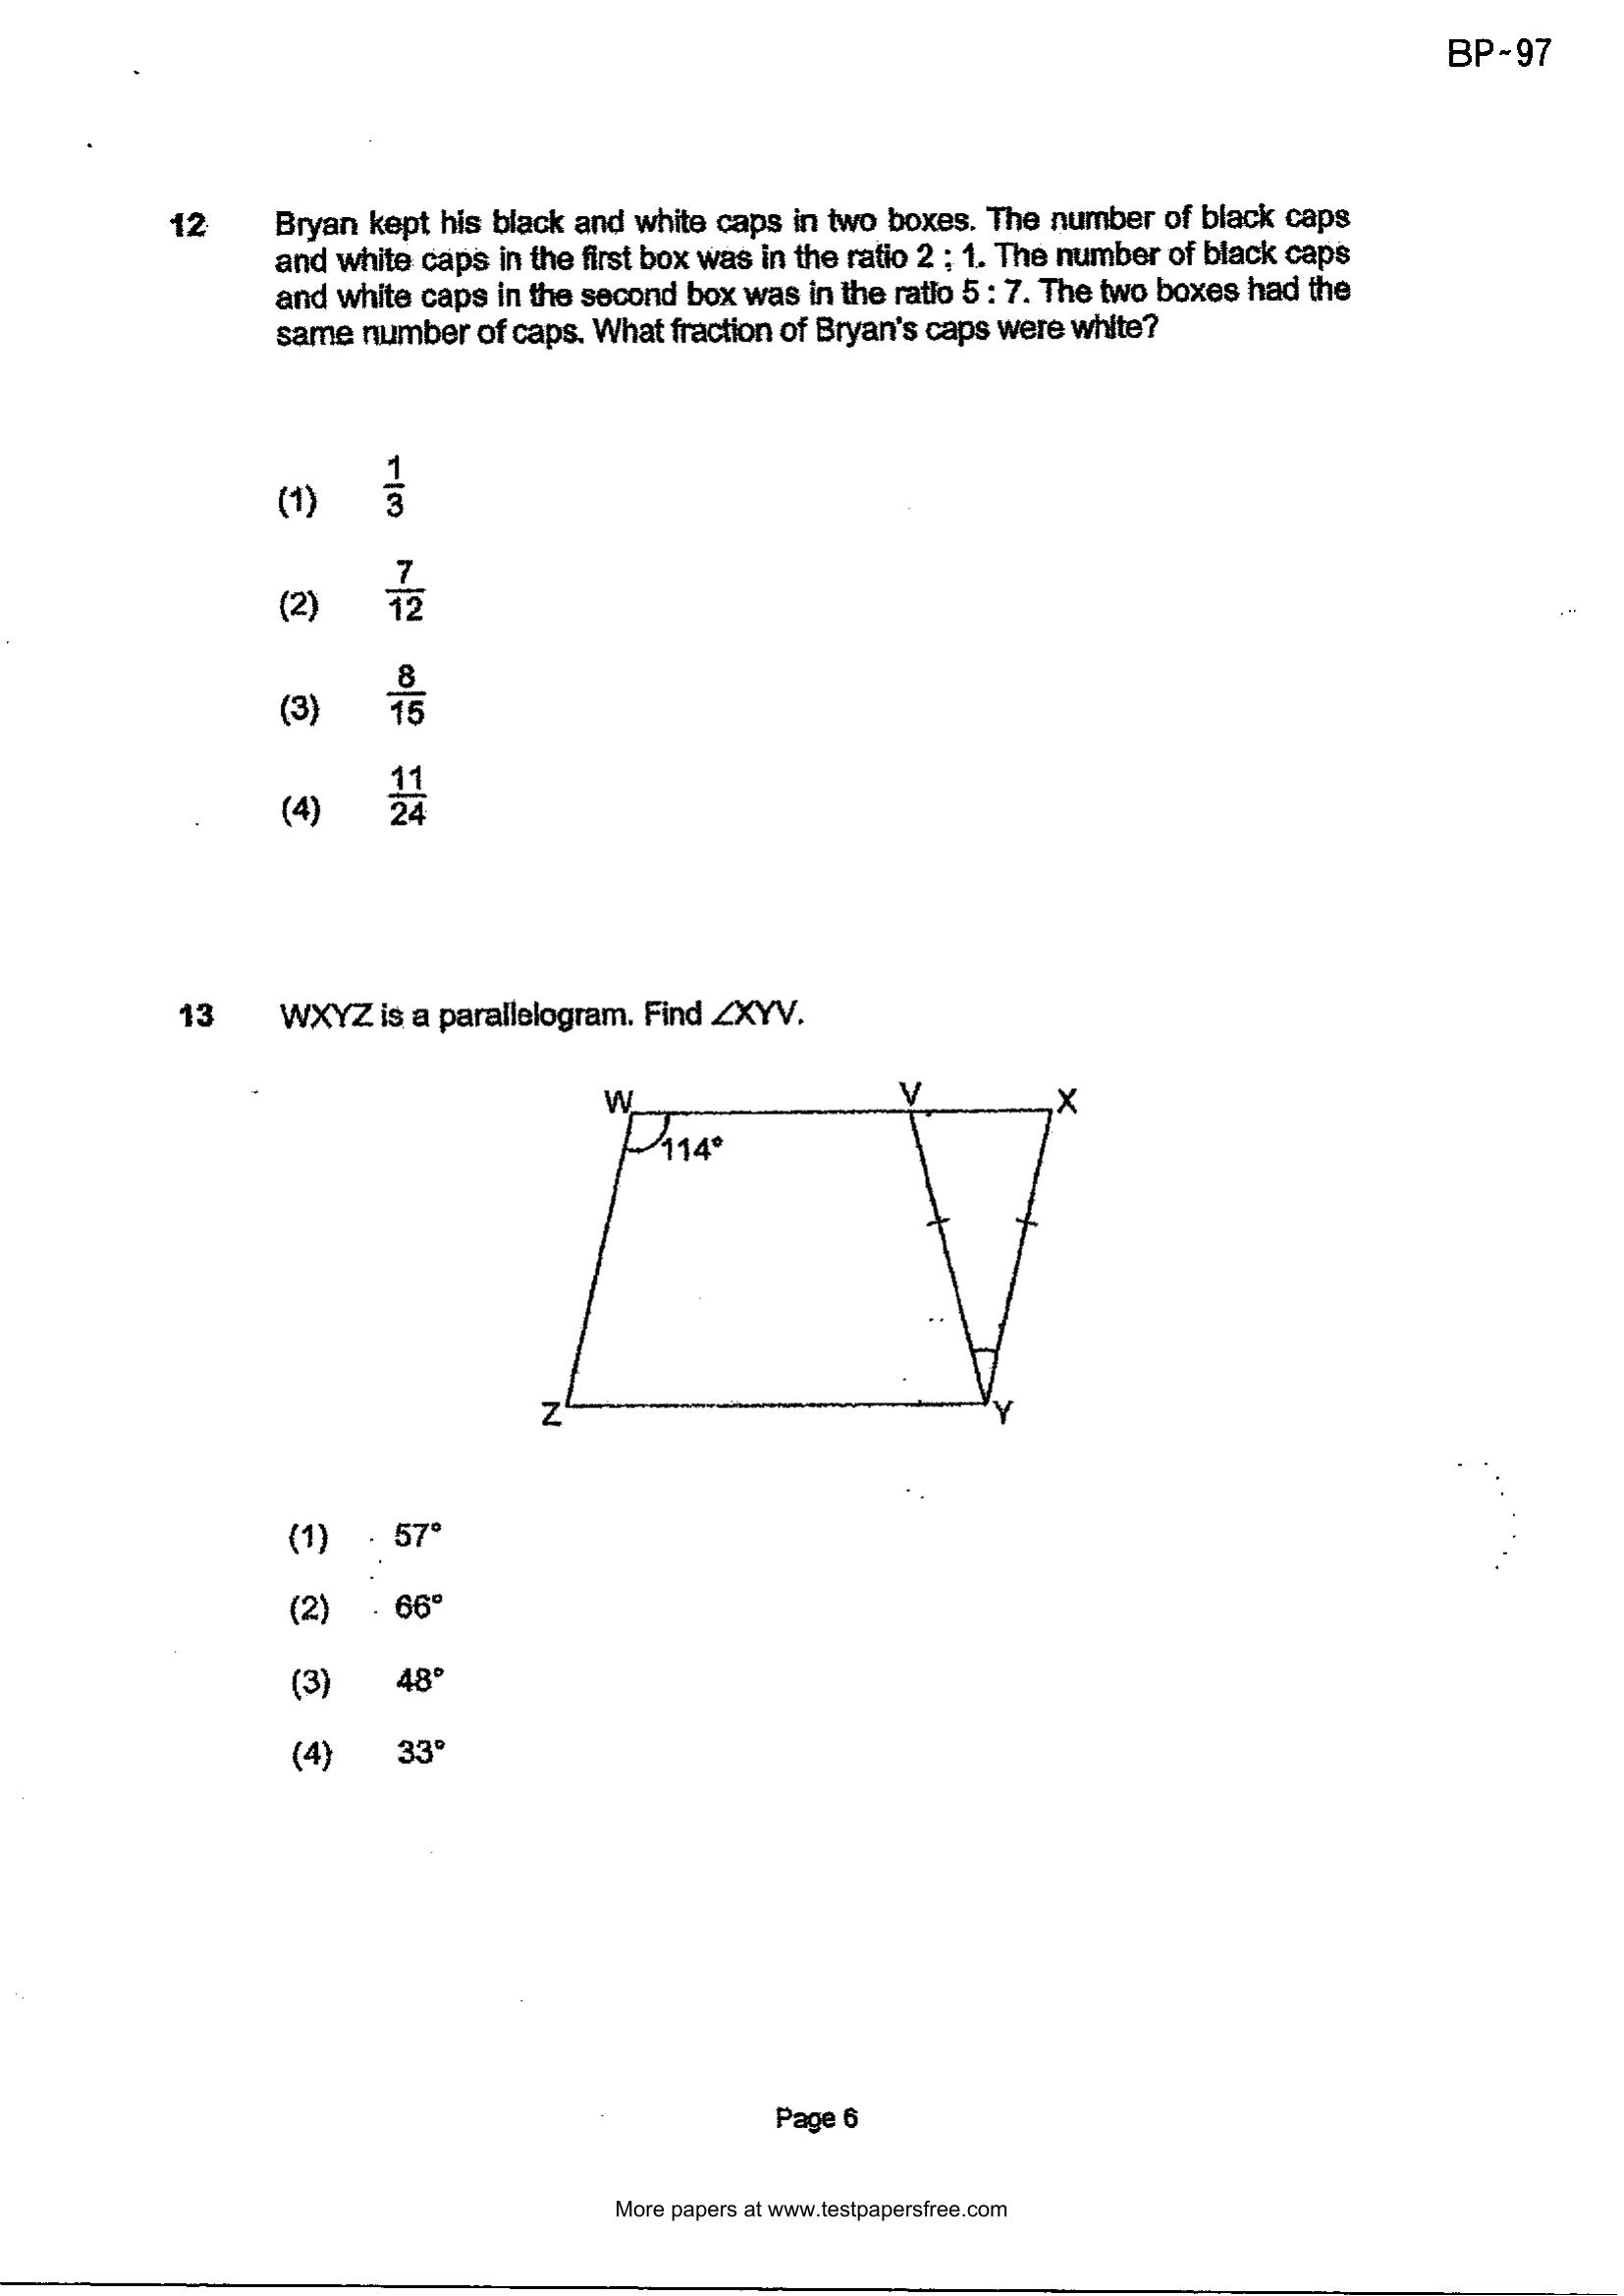 BP~97
12 Bryan kept his black and white caps in two boxes. The number of black caps
and white caps in the first box was in the ratio 2 : 1. The number of black caps
and white caps in the second box was in the ratio 5 : 7. The two boxes had the
same number of caps. What fraction of Bryan's caps were white?
(1) 1/3
(2) 7/12
(3) 8/15
(4) 11/24
13 WXYZ is a parallelogram. Find ∠XYV.
W V X
114°
Z Y
(1) 57°
(2) 66°
(3) 48°
(4) 33°
Page 6
More papers at www.testpapersfree.com